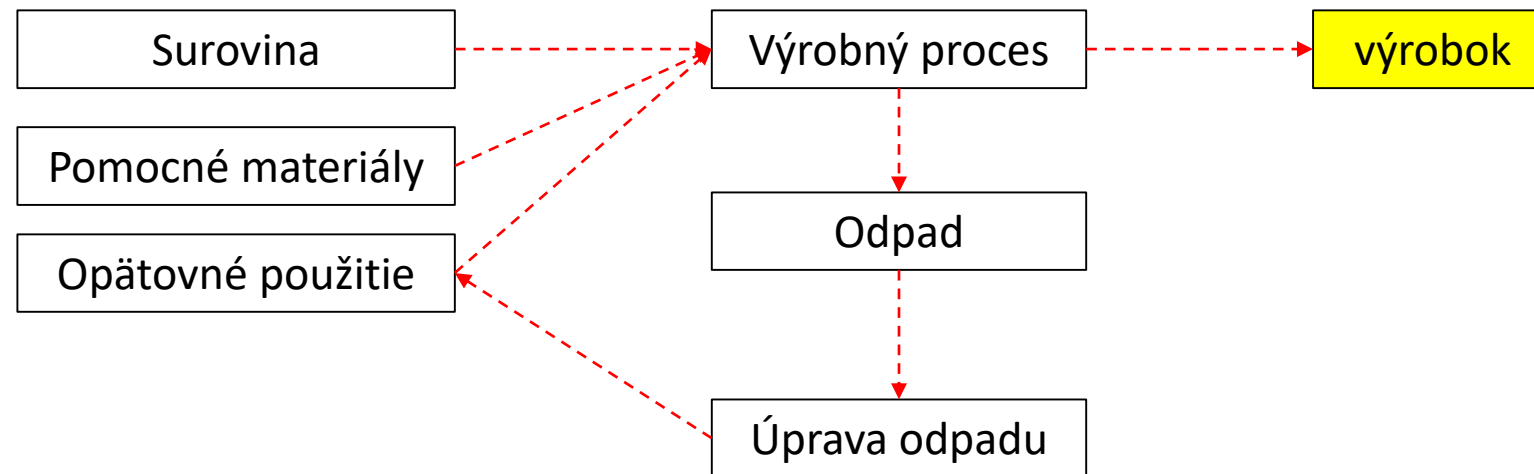 Surovina
Výrobný proces
výrobok
Pomocné materiály
Odpad
Opätovné použitie
Úprava odpadu